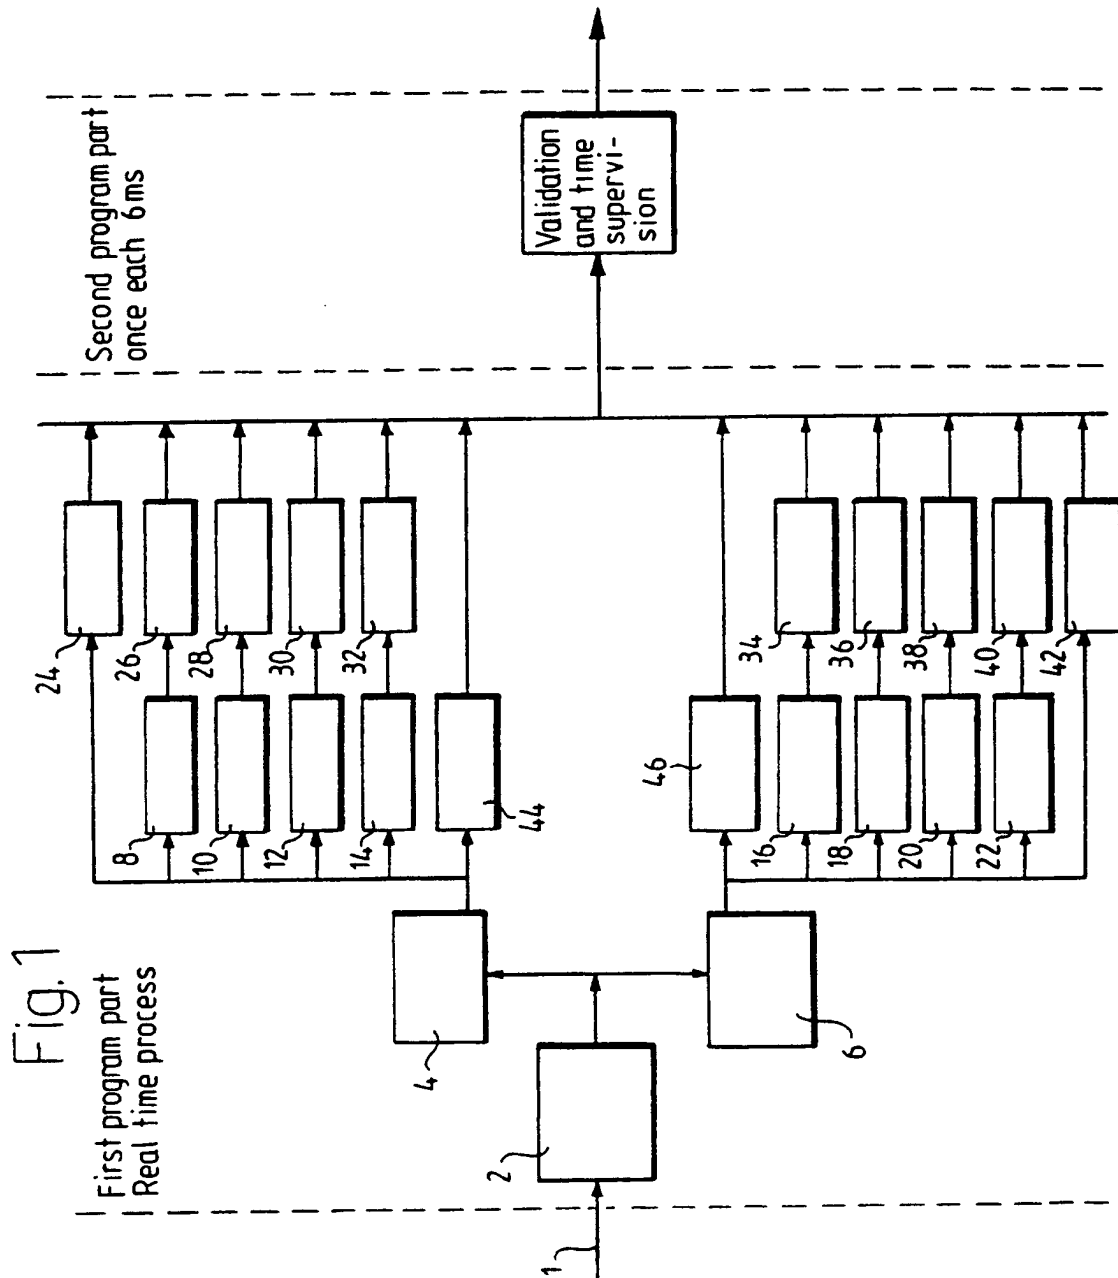 Fig. 1
First program part
Real time process
Second program part
once each 6ms
Validation
and time
supervi-
sion
1
2
4
6
8
10
12
14
44
46
16
18
20
22
24
26
28
30
32
34
36
38
40
42